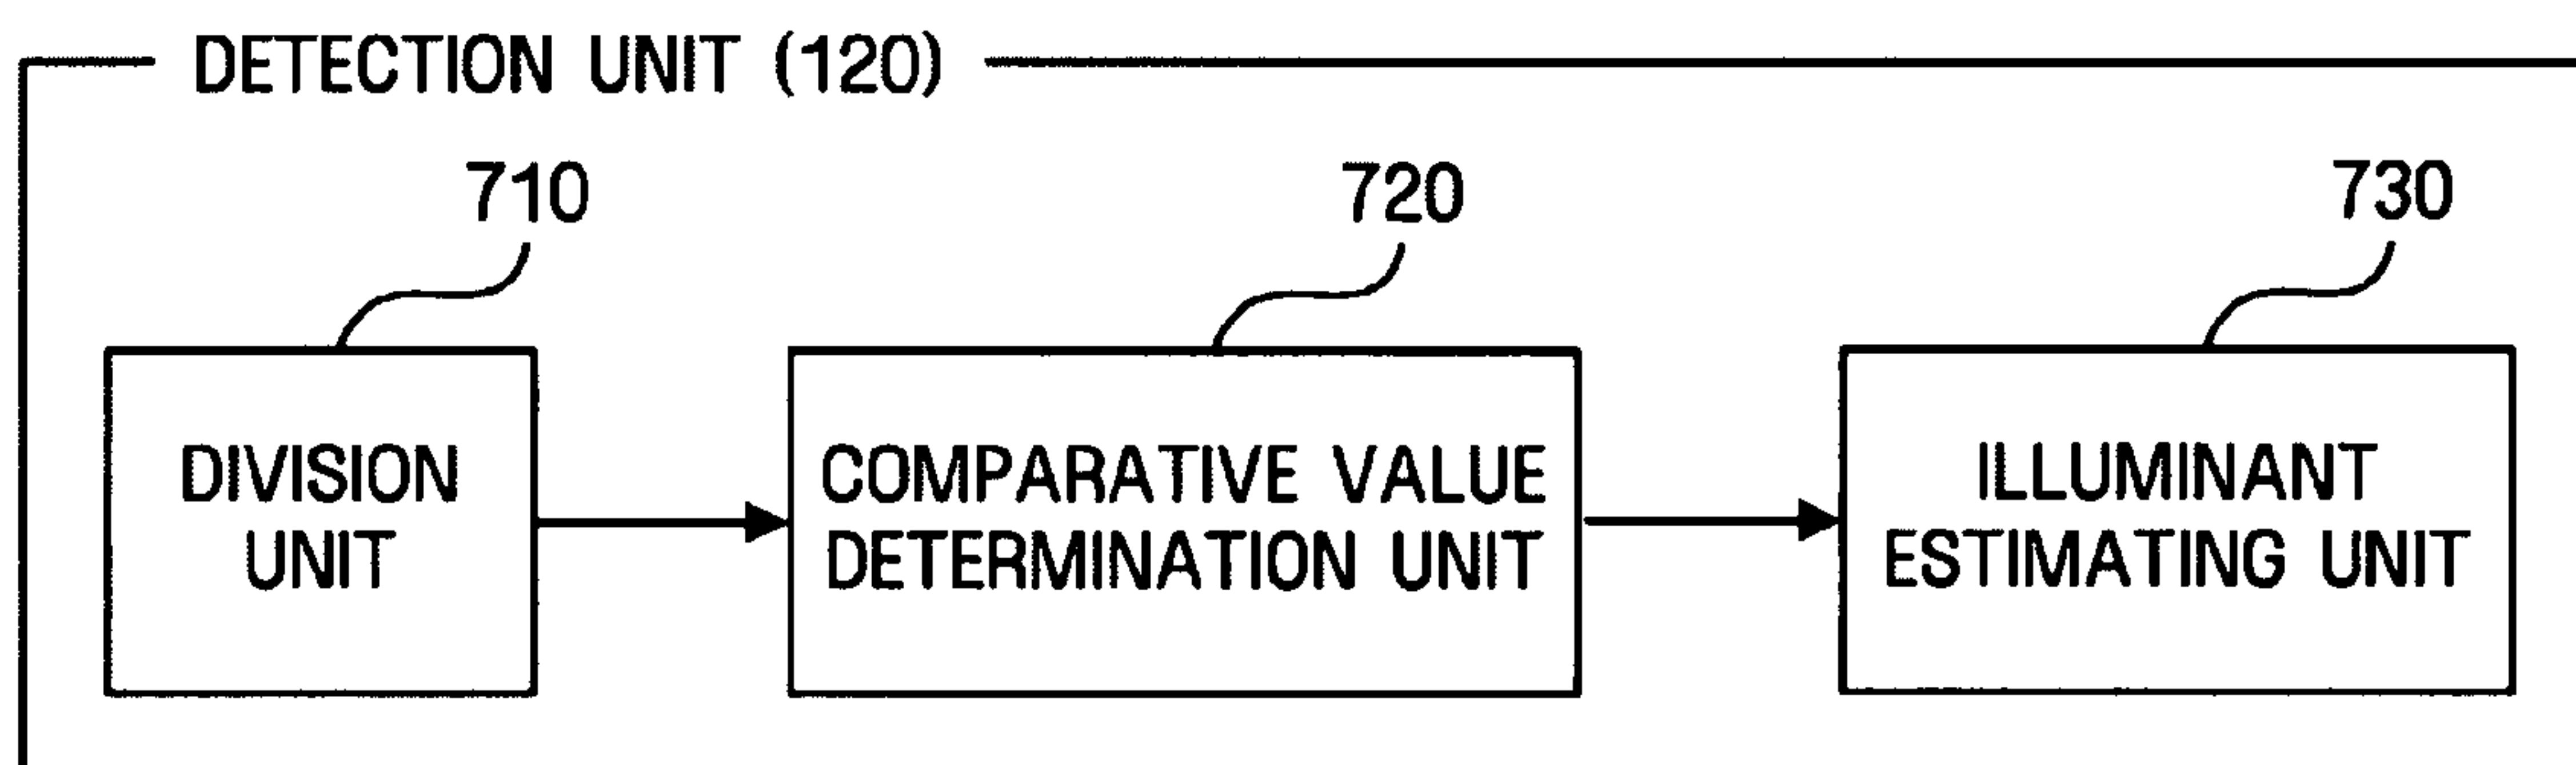 DETECTION UNIT (120)
710
720
730
DIVISION
UNIT
COMPARATIVE VALUE
DETERMINATION UNIT
ILLUMINANT
ESTIMATING UNIT